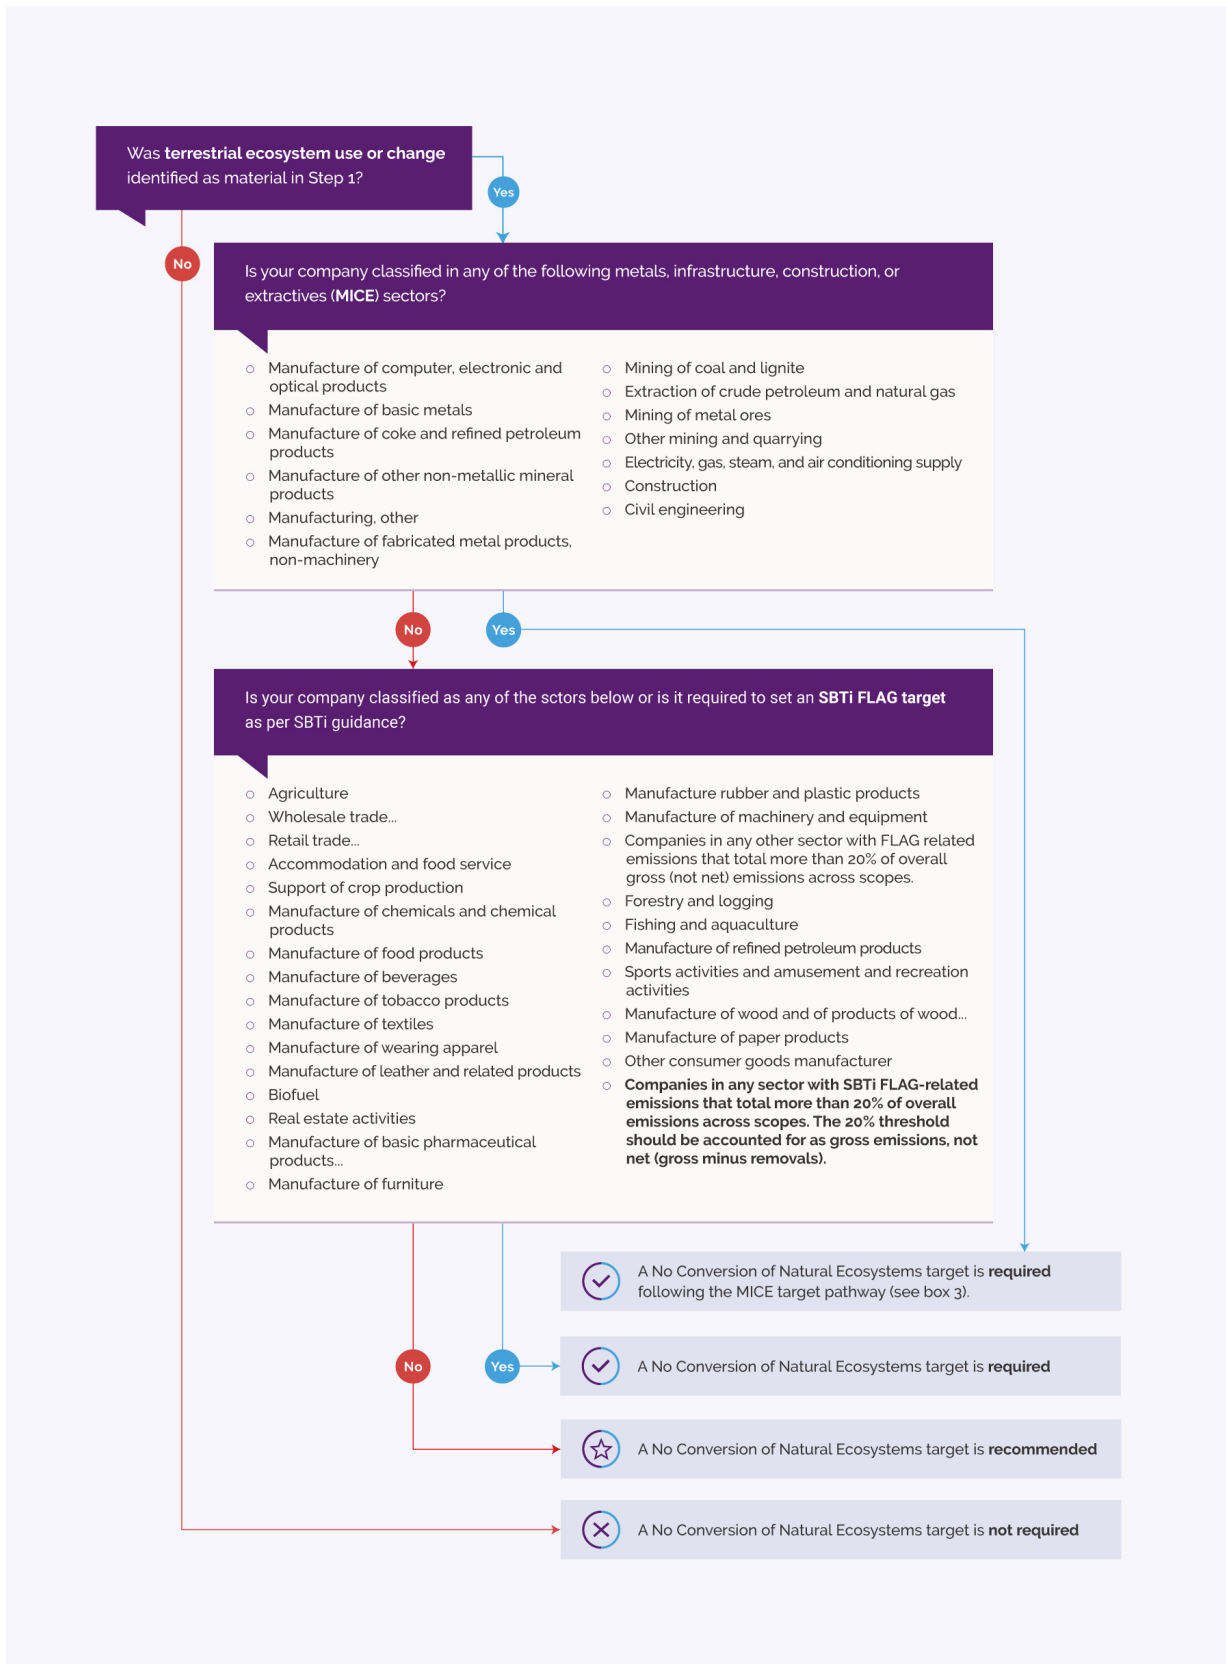 Was terrestrial ecosystem use or change
identified as material in Step 1?
Yes
No
Is your company classified in any of the following metals, infrastructure, construction, or
extractives (MICE) sectors?
Manufacture of computer, electronic and
optical products
Manufacture of basic metals
Manufacture of coke and refined petroleum
products
Manufacture of other non-metallic mineral
products
Manufacturing, other
Manufacture of fabricated metal products,
non-machinery
Mining of coal and lignite
Extraction of crude petroleum and natural gas
Mining of metal ores
Other mining and quarrying
Electricity, gas, steam, and air conditioning supply
Construction
Civil engineering
No
Yes
Is your company classified as any of the sctors below or is it required to set an SBTi FLAG target
as per SBTi guidance?
Agriculture
Wholesale trade...
Retail trade...
Accommodation and food service
Support of crop production
Manufacture of chemicals and chemical
products
Manufacture of food products
Manufacture of beverages
Manufacture of tobacco products
Manufacture of textiles
Manufacture of wearing apparel
Manufacture of leather and related products
Biofuel
Real estate activities
Manufacture of basic pharmaceutical
products...
Manufacture of furniture
Manufacture rubber and plastic products
Manufacture of machinery and equipment
Companies in any other sector with FLAG related
emissions that total more than 20% of overall
gross (not net) emissions across scopes.
Forestry and logging
Fishing and aquaculture
Manufacture of refined petroleum products
Sports activities and amusement and recreation
activities
Manufacture of wood and of products of wood...
Manufacture of paper products
Other consumer goods manufacturer
Companies in any sector with SBTi FLAG-related
emissions that total more than 20% of overall
emissions across scopes. The 20% threshold
should be accounted for as gross emissions, not
net (gross minus removals).
A No Conversion of Natural Ecosystems target is required
following the MICE target pathway (see box 3).
No
Yes
A No Conversion of Natural Ecosystems target is required
A No Conversion of Natural Ecosystems target is recommended
A No Conversion of Natural Ecosystems target is not required